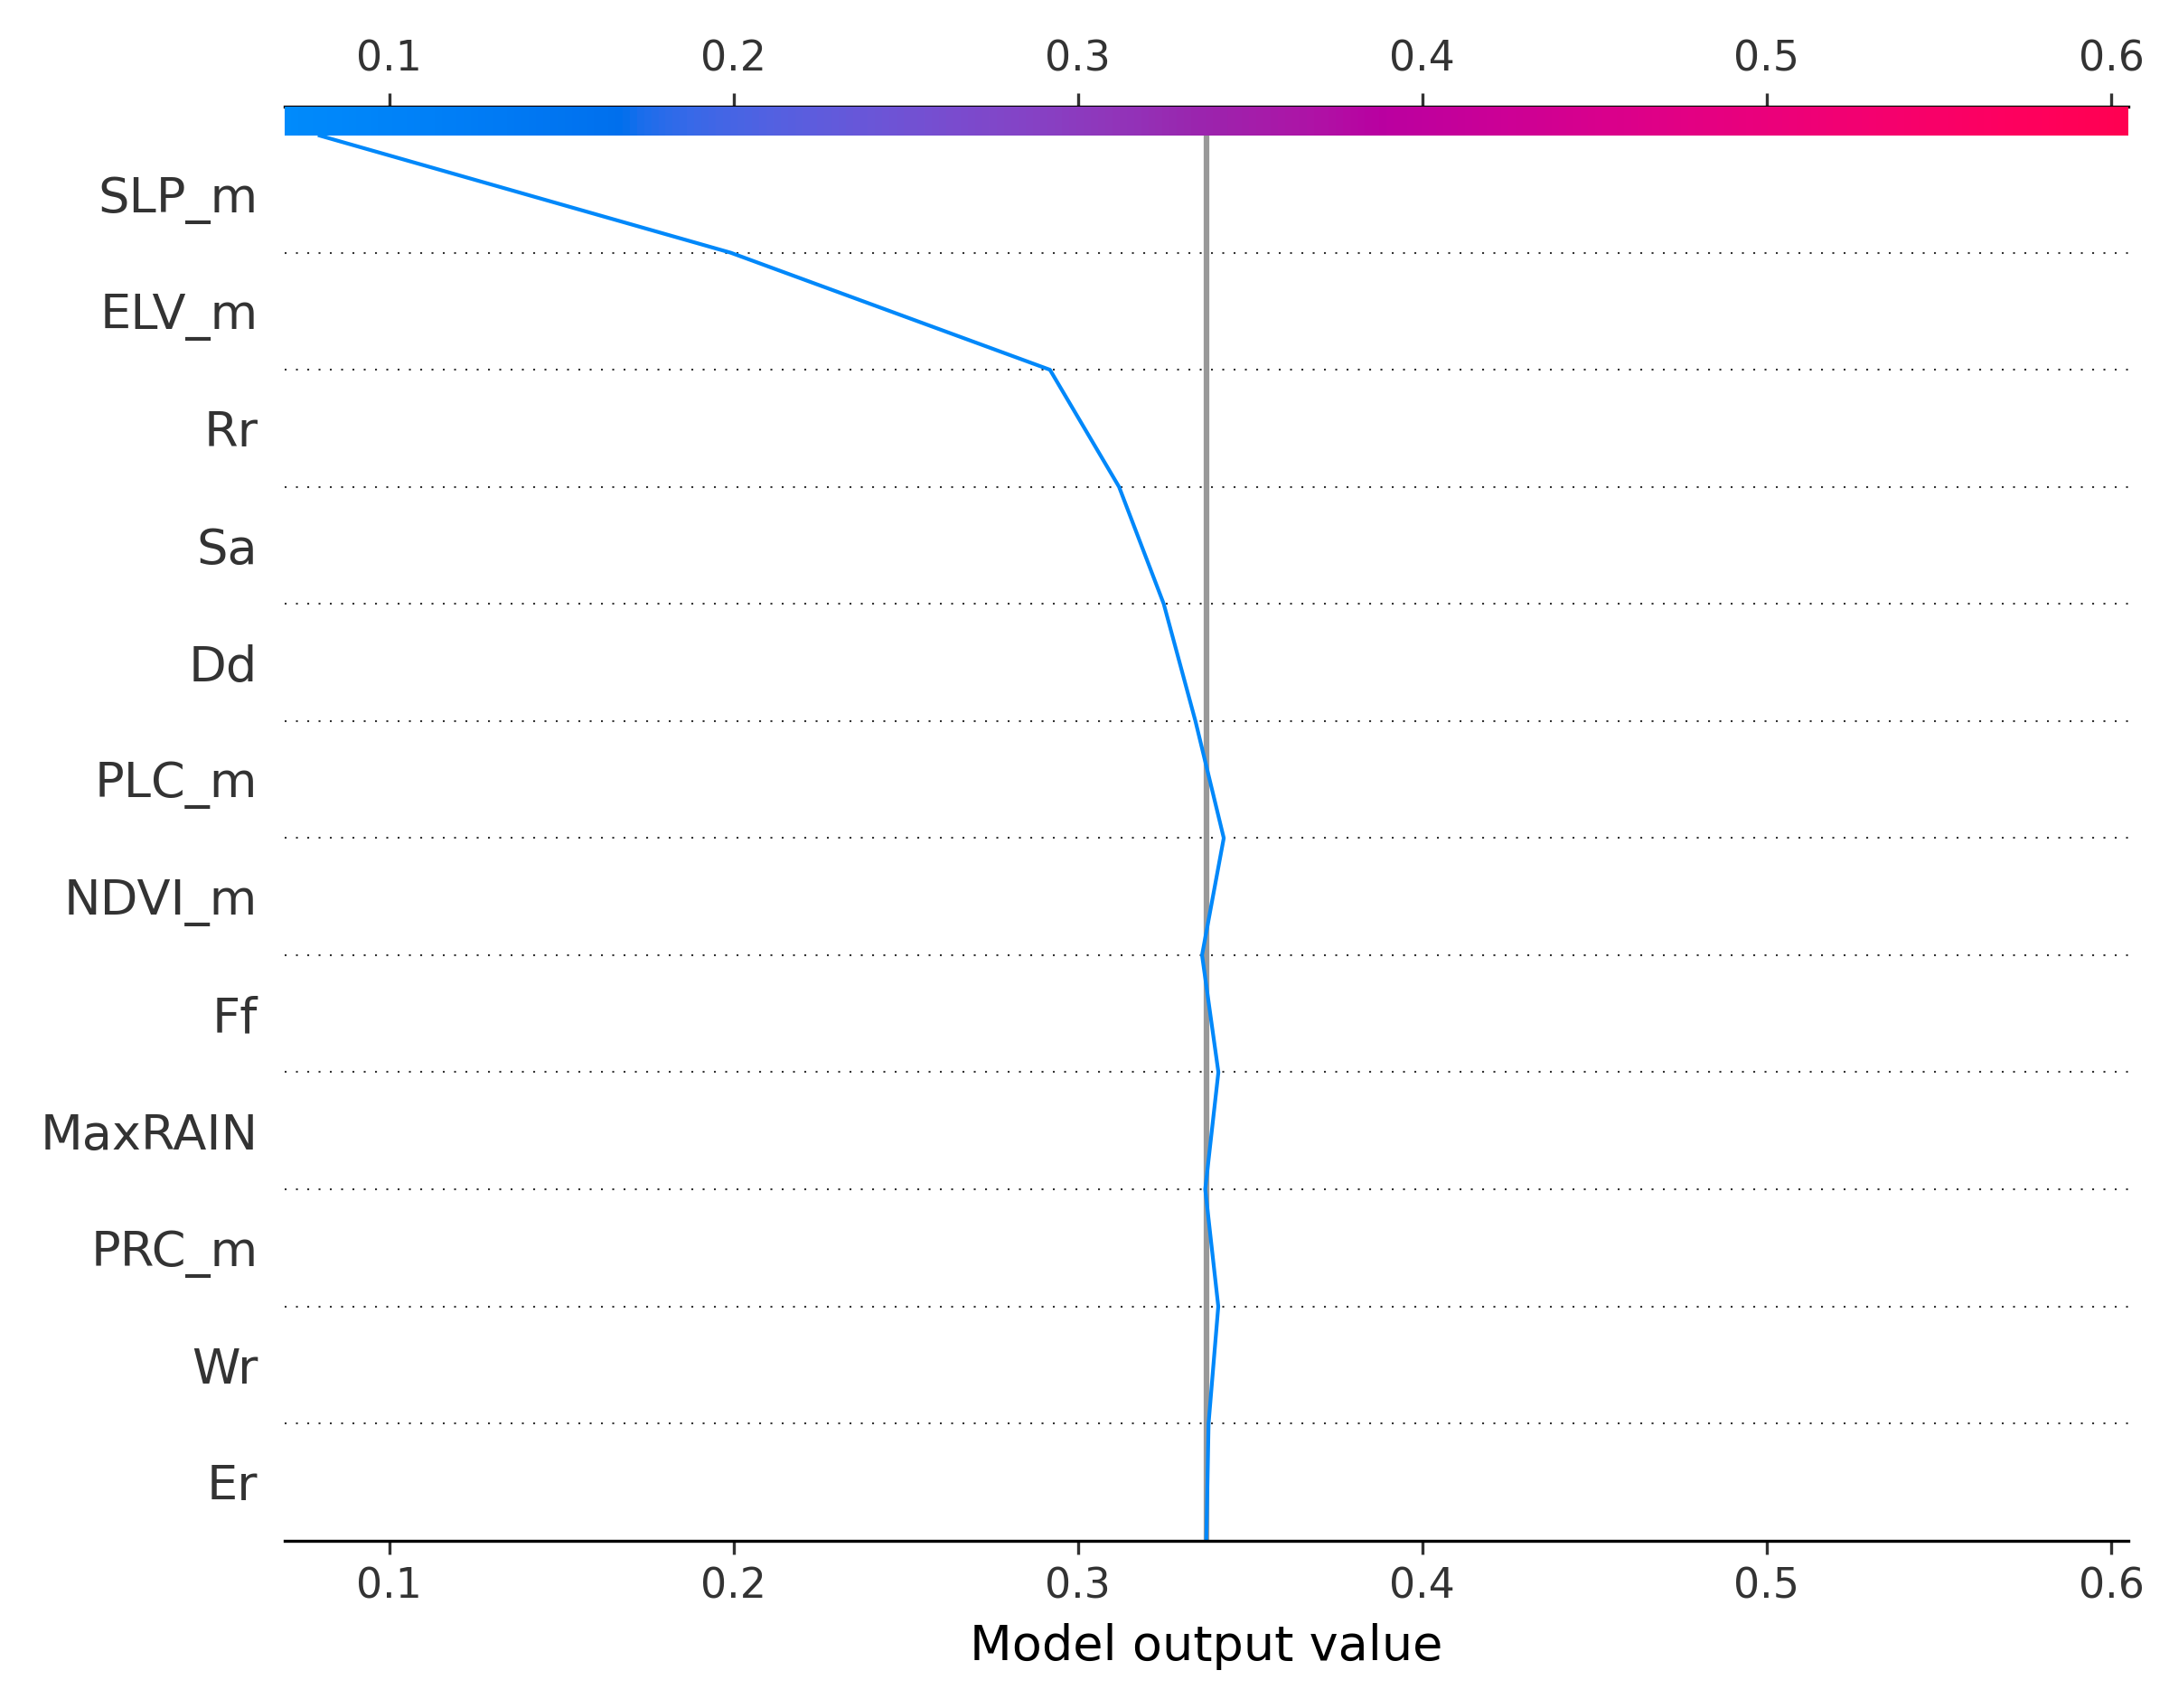 0.1 0.2 0.3 0.4 0.5 0.6
SLP_m
ELV_m
Rr
Sa
Dd
PLC_m
NDVI_m
Ff
MaxRAIN
PRC_m
Wr
Er
0.1 0.2 0.3 0.4 0.5 0.6
Model output value